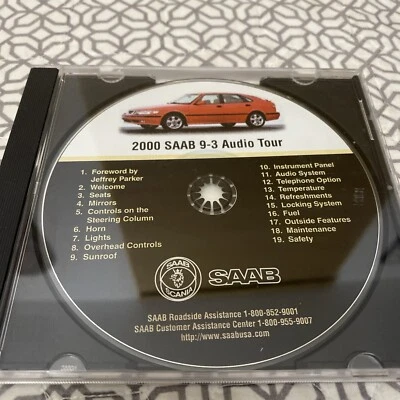 2000 SAAB 9-3 Audio Tour
1. Foreword by
Jeffrey Parker
2. Welcome
3. Seats
4. Mirrors
5. Controls on the
Steering Column
6. Horn
7. Lights
8. Overhead Controls
9. Sunroof
10. Instrument Panel
11. Audio System
12. Telephone Option
13. Temperature
14. Refreshments
15. Locking System
16. Fuel
17. Outside Features
18. Maintenance
19. Safety
SAAB
SCANIA
SAAB
SAAB Roadside Assistance 1-800-852-9001
SAAB Customer Assistance Center 1-800-955-9007
http://www.saabusa.com